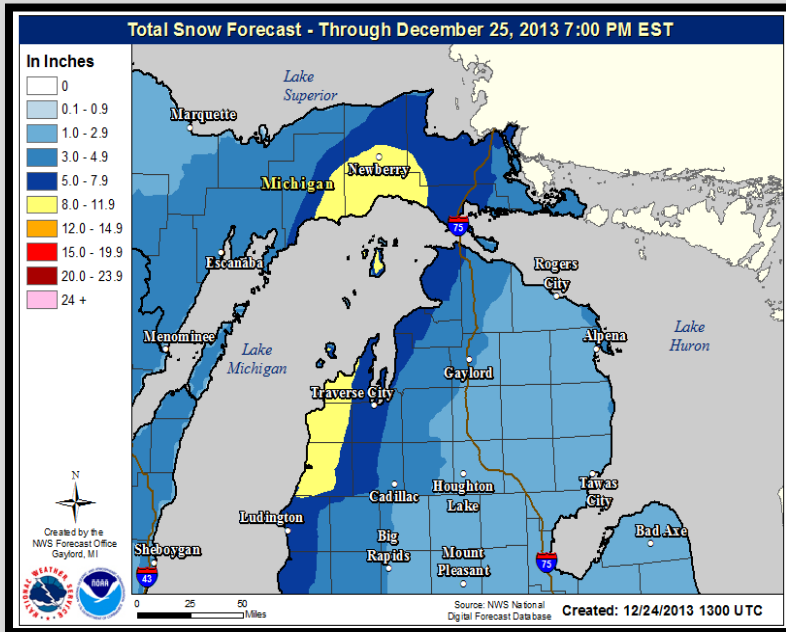 Total Snow Forecast - Through December 25, 2013 7:00 PM EST
In Inches
0
0.1 - 0.9
1.0 - 2.9
3.0 - 4.9
5.0 - 7.9
8.0 - 11.9
12.0 - 14.9
15.0 - 19.9
20.0 - 23.9
24 +
Lake
Superior
Marquette
Newberry
Michigan
75
Escanaba
Rogers
City
Menominee
Alpena
Lake
Huron
Lake
Michigan
Gaylord
Traverse City
Cadillac
Houghton
Lake
Tawas
City
Ludington
Bad Axe
Big
Rapids
Mount
Pleasant
75
Sheboygan
43
N
Created by the
NWS Forecast Office
Gaylord, MI
NATIONAL WEATHER SERVICE
NOAA
0 25 50
Miles
Source: NWS National
Digital Forecast Database
Created: 12/24/2013 1300 UTC